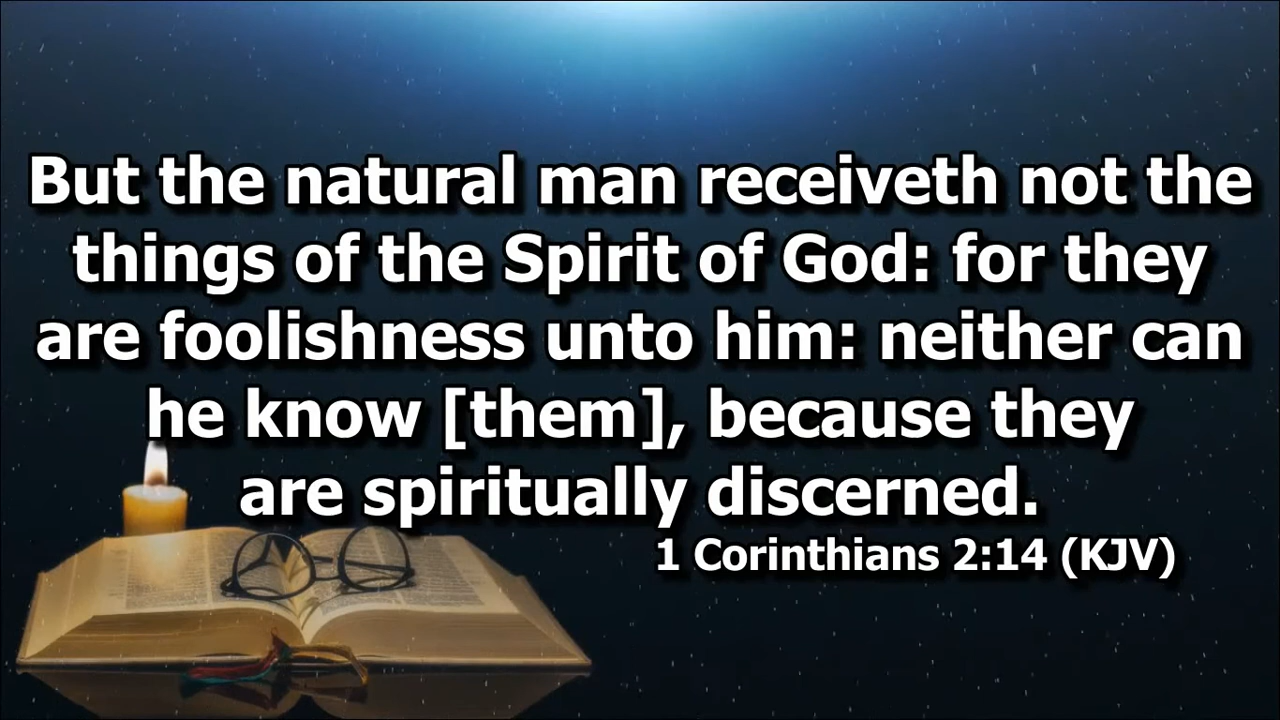 But the natural man receiveth not the
things of the Spirit of God: for they
are foolishness unto him: neither can
he know [them], because they
are spiritually discerned.
1 Corinthians 2:14 (KJV)